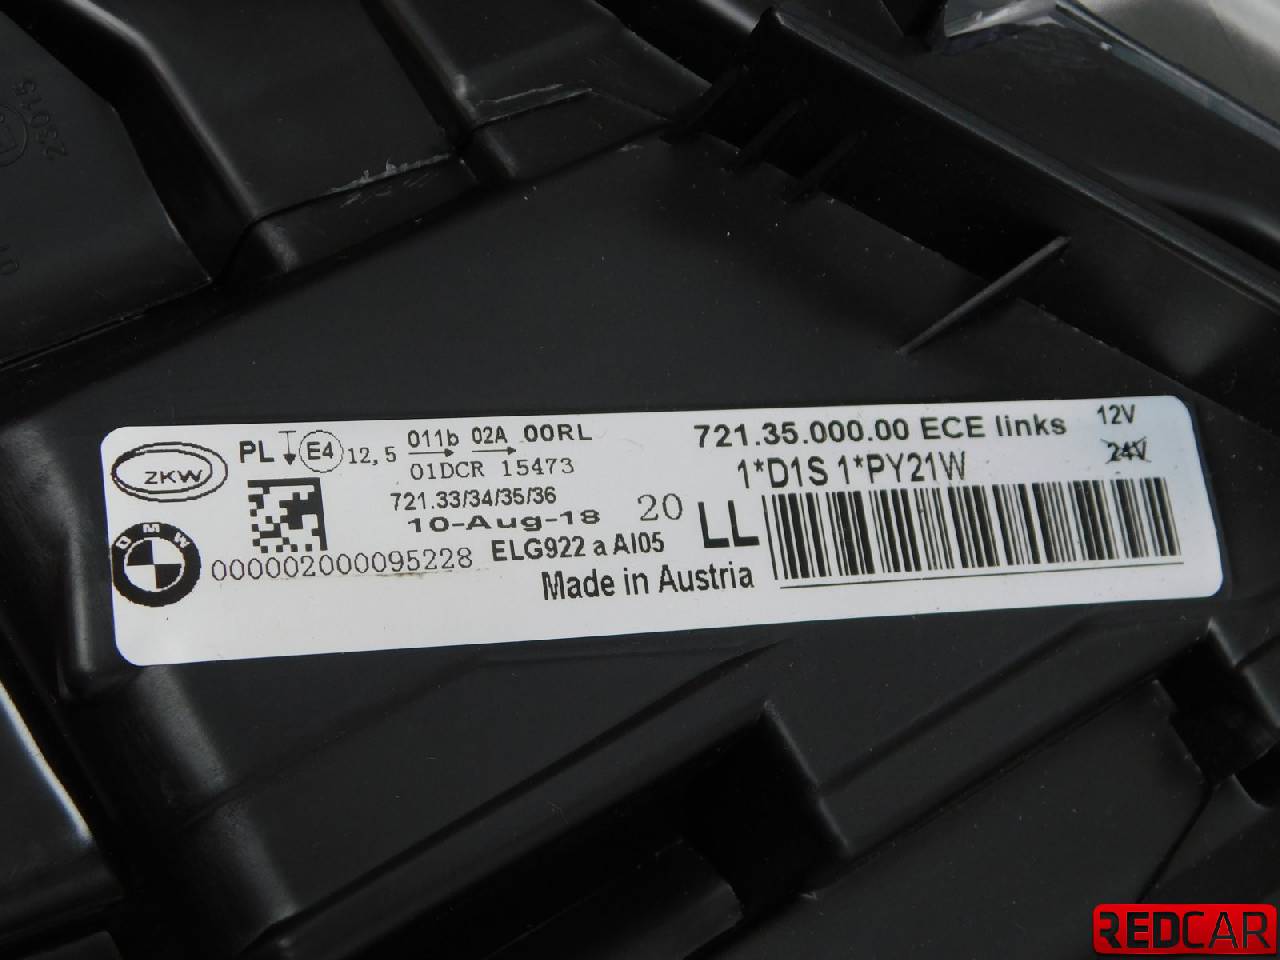 23015
ZKW
PL E4 12,5 011b 02A 00RL
01DCR 15473
721.33/34/35/36
10-Aug-18 20 LL
000002000095228 ELG922 a AI05
Made in Austria
BMW
721.35.000.00 ECE links 12V
24V
1*D1S 1*PY21W
REDCAR